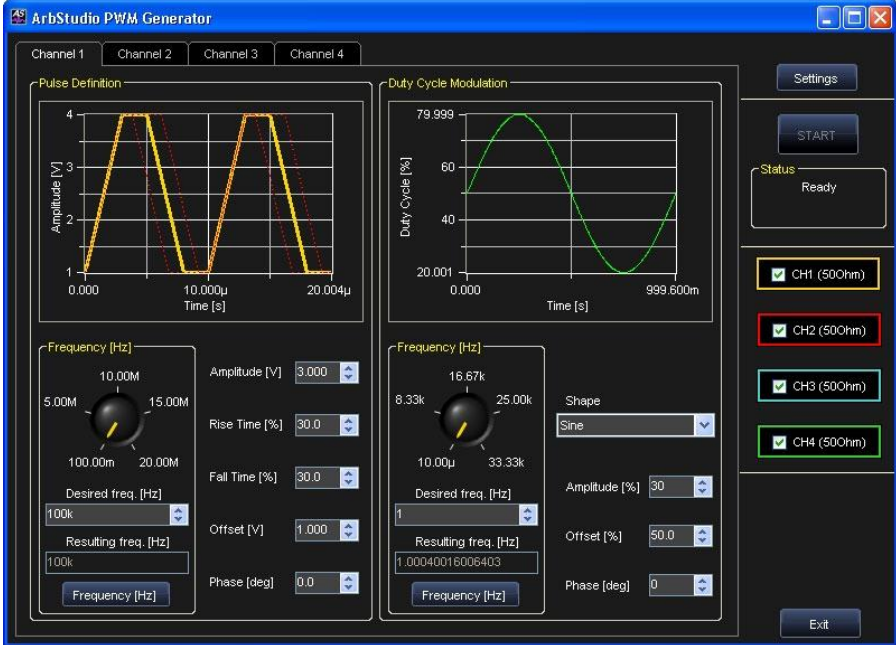 ArbStudio PWM Generator
Channel 1 Channel 2 Channel 3 Channel 4
Pulse Definition
4
3
2
1
Amplitude [V]
0.000 10.000µ 20.004µ
Time [s]
Frequency [Hz]
10.00M
5.00M 15.00M
100.00m 20.00M
Desired freq. [Hz]
100k
Resulting freq. [Hz]
100k
Frequency [Hz]
Amplitude [V] 3.000
Rise Time [%] 30.0
Fall Time [%] 30.0
Offset [V] 1.000
Phase [deg] 0.0
Duty Cycle Modulation
79.999
60
40
20.001
Duty Cycle [%]
0.000 999.600m
Time [s]
Frequency [Hz]
16.67k
8.33k 25.00k
10.00µ 33.33k
Desired freq. [Hz]
1
Resulting freq. [Hz]
1.00040016006403
Frequency [Hz]
Shape
Sine
Amplitude [%] 30
Offset [%] 50.0
Phase [deg] 0
Settings
START
Status
Ready
CH1 (50Ohm)
CH2 (50Ohm)
CH3 (50Ohm)
CH4 (50Ohm)
Exit